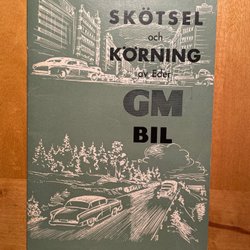 SKÖTSEL
och
KÖRNING
av Eder
GM
BIL